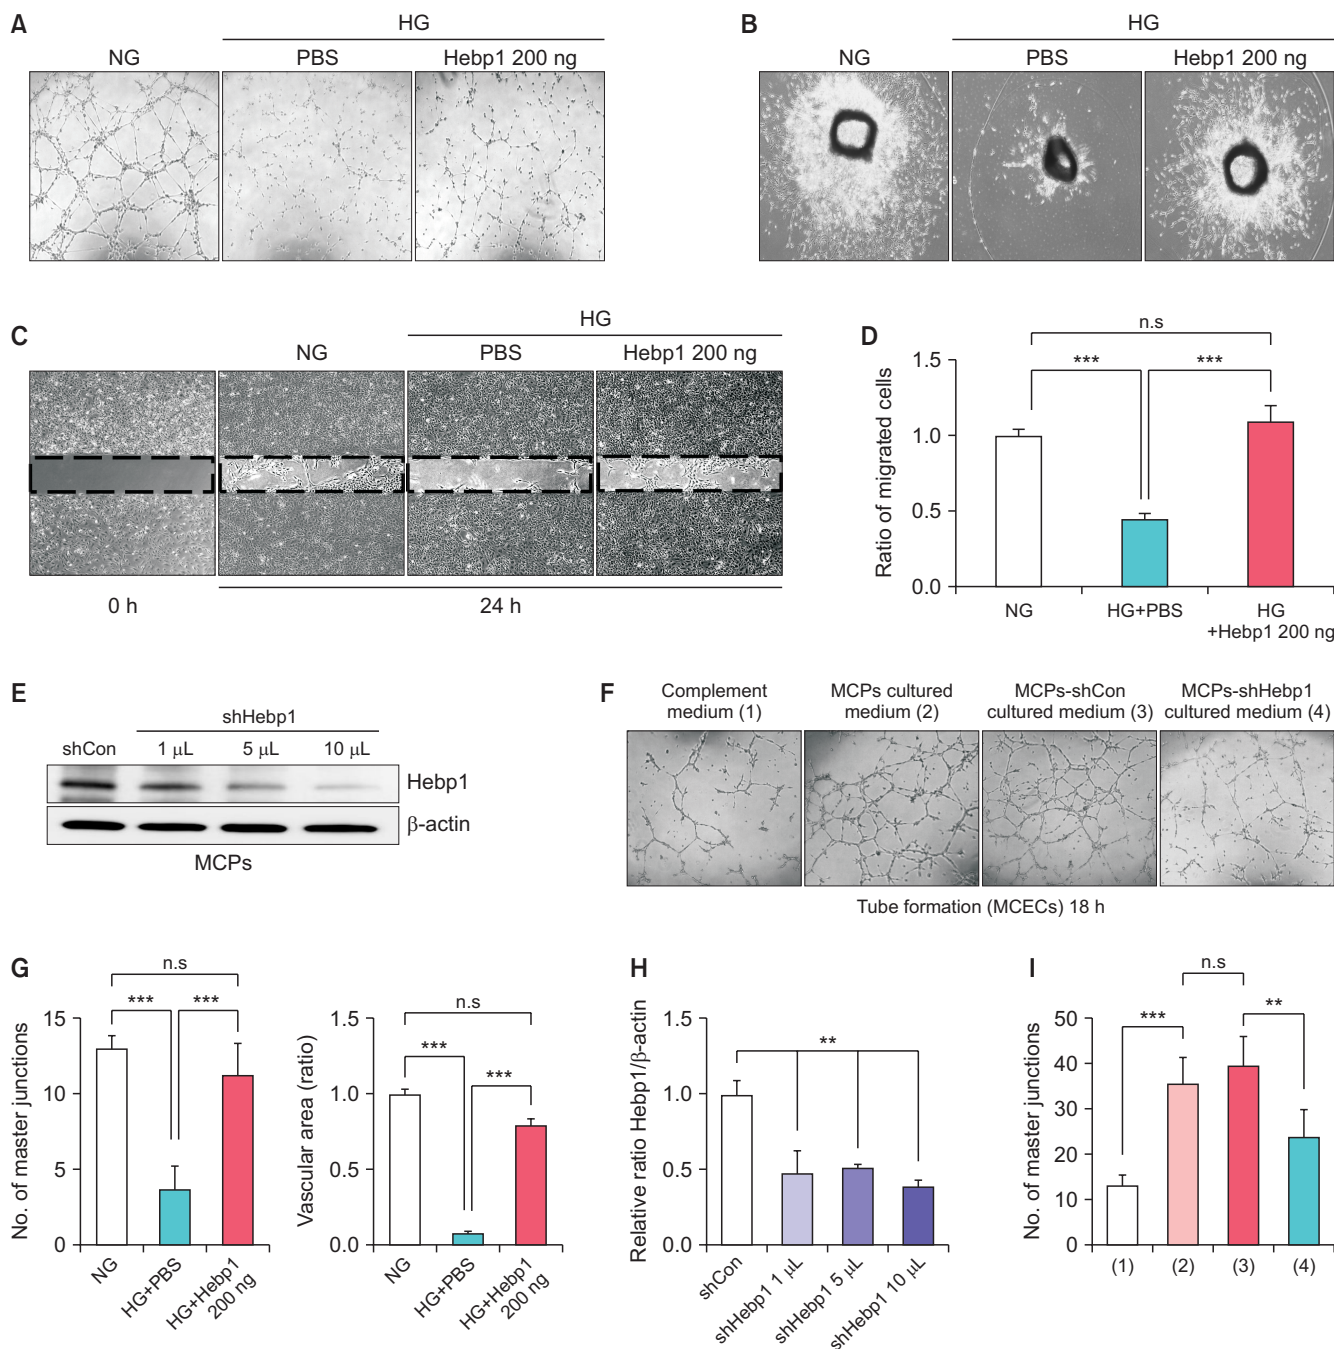 A
HG
NG
PBS
Hebp1 200 ng
B
HG
NG
PBS
Hebp1 200 ng
C
HG
NG
PBS
Hebp1 200 ng
0 h
24 h
D
n.s
***
***
Ratio of migrated cells
1.5
1.0
0.5
0.0
NG
HG+PBS
HG
+Hebp1 200 ng
E
shHebp1
shCon
1 μL
5 μL
10 μL
Hebp1
β-actin
MCPs
F
Complement
medium (1)
MCPs cultured
medium (2)
MCPs-shCon
cultured medium (3)
MCPs-shHebp1
cultured medium (4)
Tube formation (MCECs) 18 h
G
n.s
***
***
No. of master junctions
15
10
5
0
NG
HG+PBS
HG+Hebp1
200 ng
n.s
***
***
Vascular area (ratio)
1.5
1.0
0.5
0.0
NG
HG+PBS
HG+Hebp1
200 ng
H
**
Relative ratio Hebp1/β-actin
1.5
1.0
0.5
0.0
shCon
shHebp1 1 μL
shHebp1 5 μL
shHebp1 10 μL
I
n.s
***
**
No. of master junctions
50
40
30
20
10
0
(1)
(2)
(3)
(4)